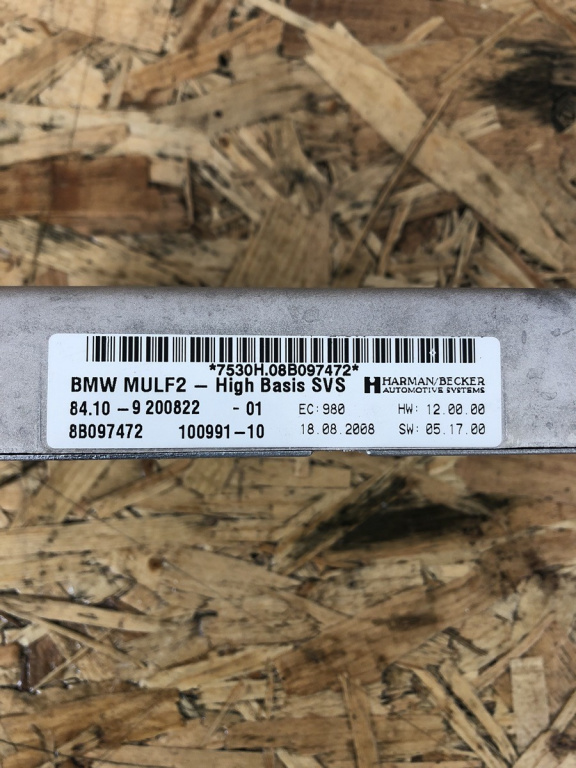 *7530H.08B097472*
BMW MULF2 – High Basis SVS HARMAN/BECKER
AUTOMOTIVE SYSTEMS
84.10 – 9 200822 - 01 EC: 980 HW: 12.00.00
8B097472 100991-10 18.08.2008 SW: 05.17.00